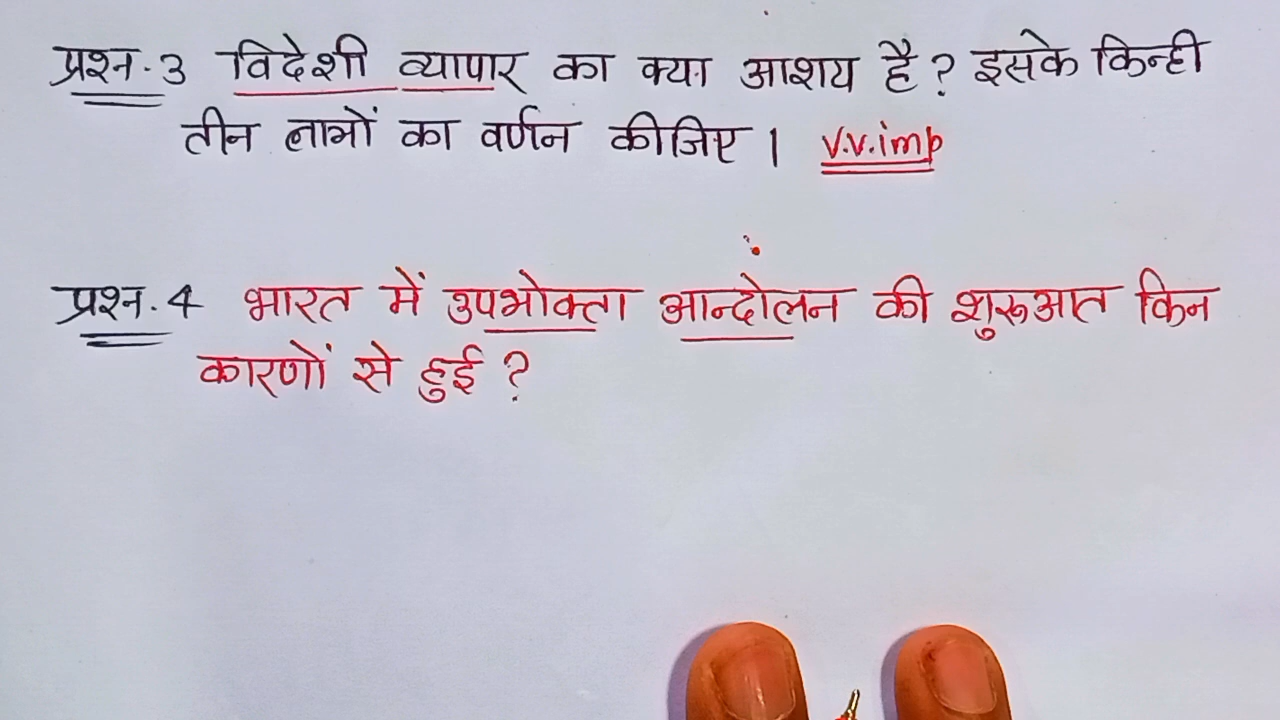 प्रश्न.3 विदेशी व्यापार का क्या आशय है? इसके किन्ही
तीन लाभों का वर्णन कीजिए। v.v.imp
प्रश्न.4 भारत में उपभोक्ता आन्दोलन की शुरूआत किन
कारणों से हुई?